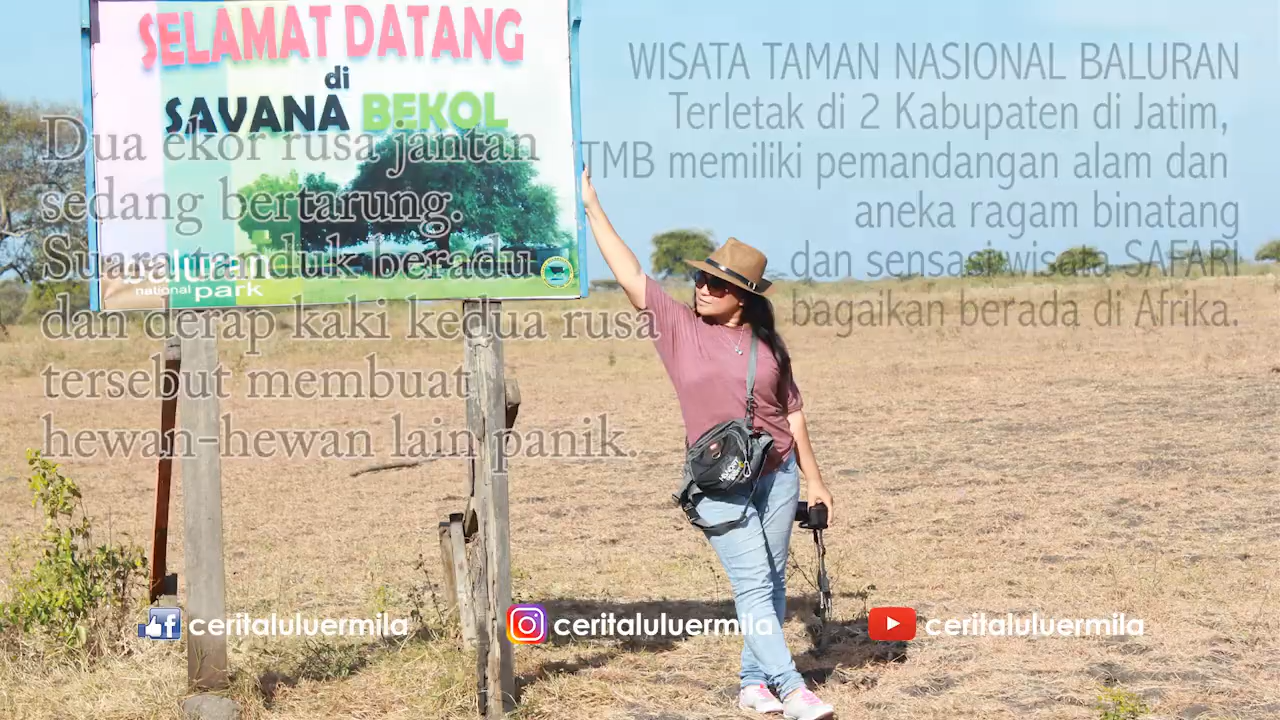 SELAMAT DATANG
di
SAVANA BEKOL
baluran
national park
Dua ekor rusa jantan
sedang bertarung.
Suara tanduk beradu
dan derap kaki kedua rusa
tersebut membuat
hewan-hewan lain panik.
WISATA TAMAN NASIONAL BALURAN
Terletak di 2 Kabupaten di Jatim,
TMB memiliki pemandangan alam dan
aneka ragam binatang
dan sensasi wisata SAFARI
bagaikan berada di Afrika.
ceritaluluermila
ceritaluluermila
ceritaluluermila